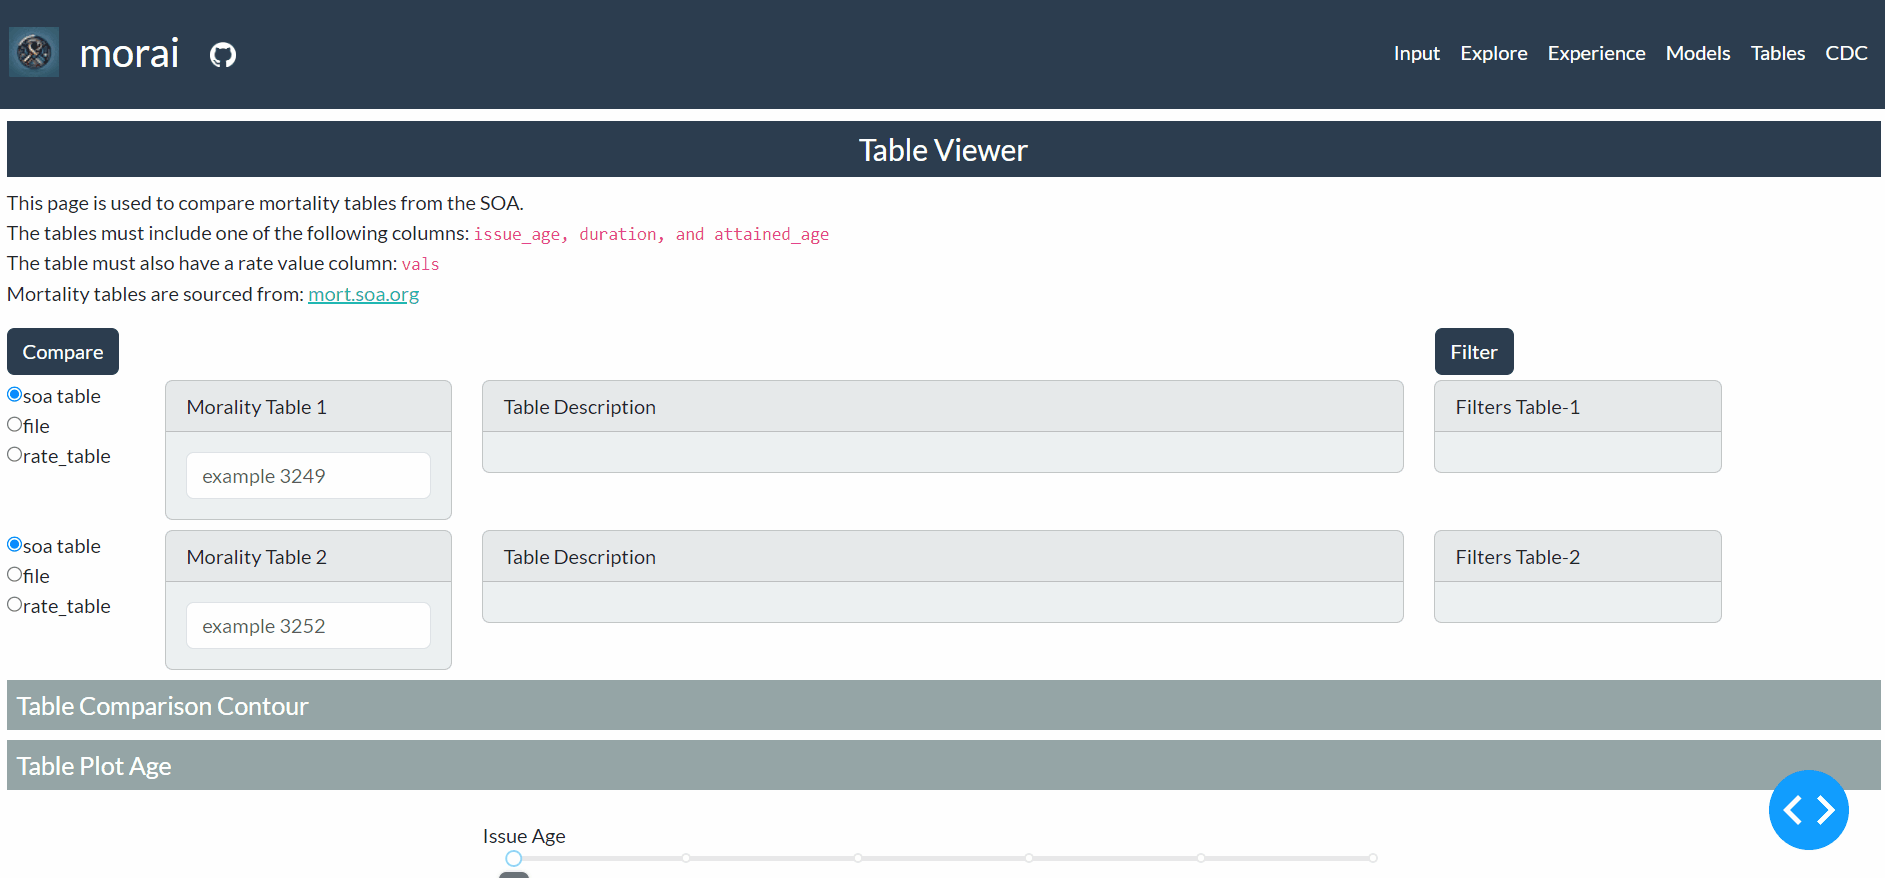 morai
Input Explore Experience Models Tables CDC
Table Viewer
This page is used to compare mortality tables from the SOA.
The tables must include one of the following columns: issue_age, duration, and attained_age
The table must also have a rate value column: vals
Mortality tables are sourced from: mort.soa.org
Compare
Filter
soa table
file
rate_table
Morality Table 1
example 3249
Table Description
Filters Table-1
soa table
file
rate_table
Morality Table 2
example 3252
Table Description
Filters Table-2
Table Comparison Contour
Table Plot Age
Issue Age